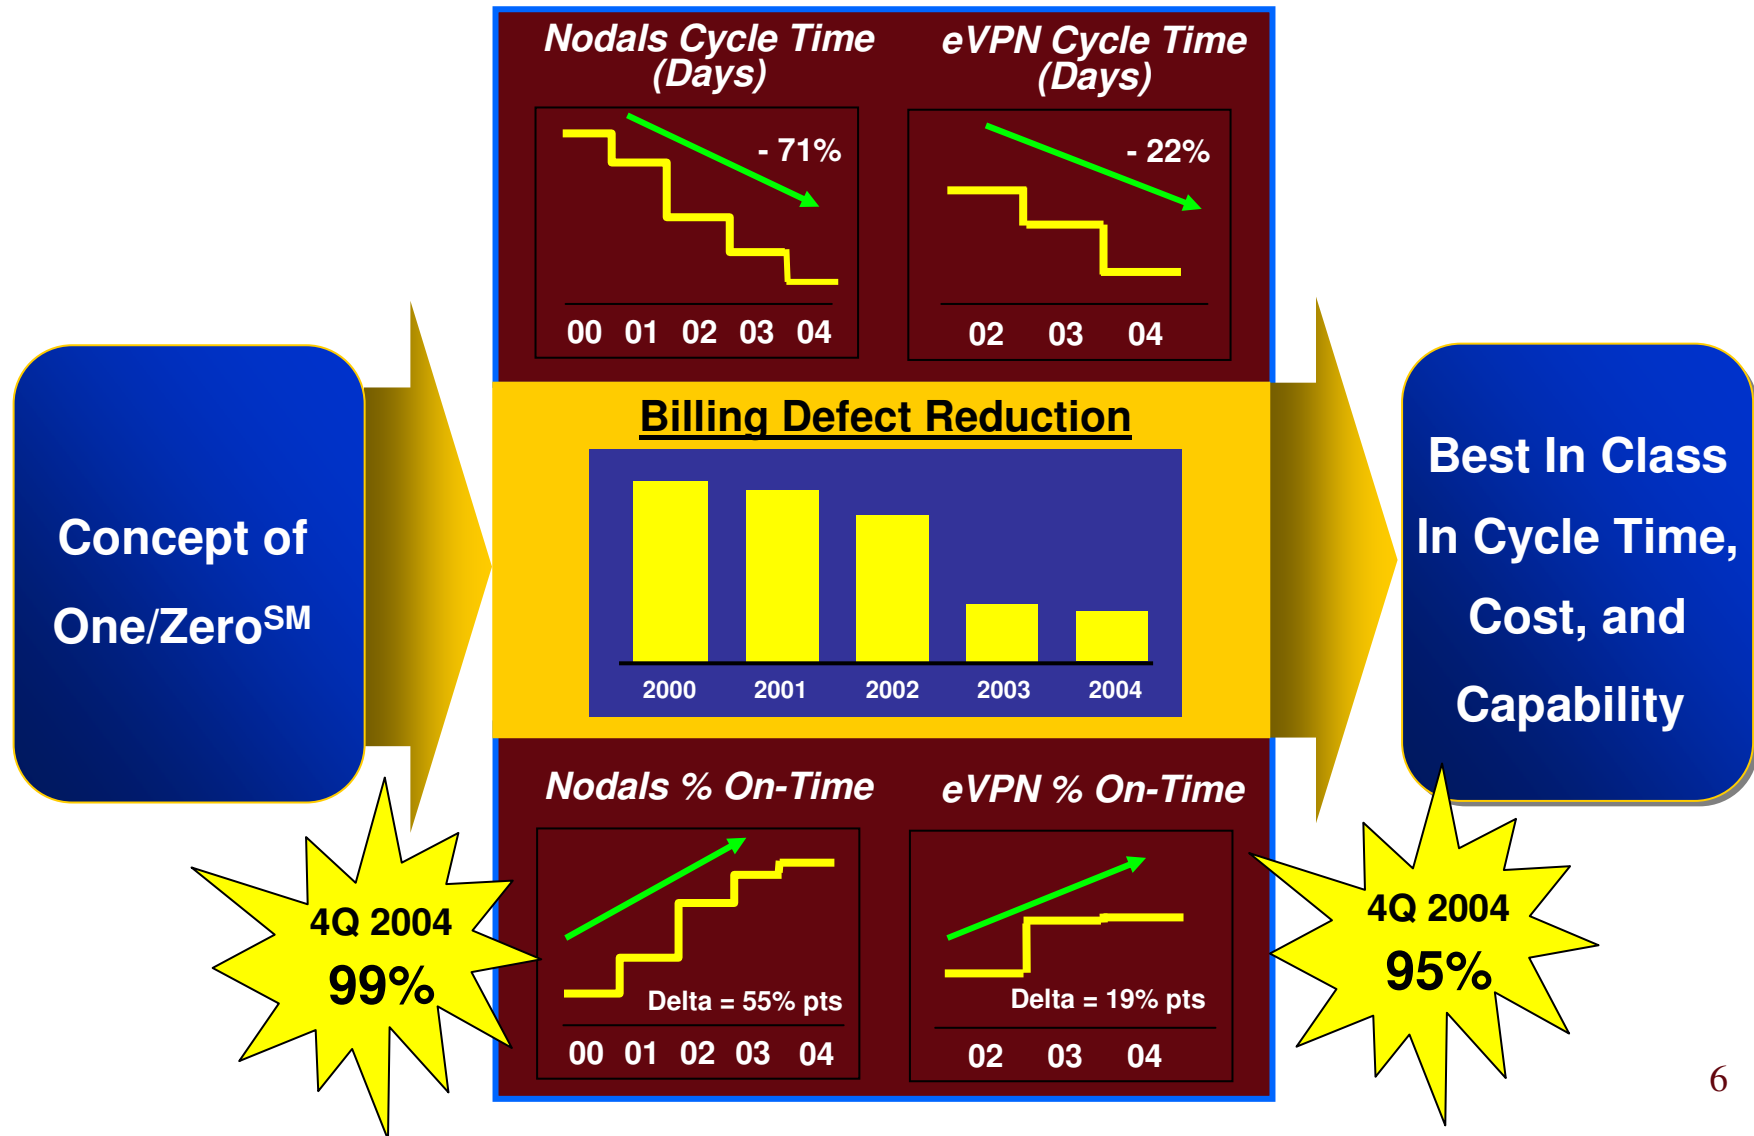 Nodals Cycle Time
(Days)
- 71%
00 01 02 03 04
eVPN Cycle Time
(Days)
- 22%
02 03 04
Concept of
One/Zero^SM
Billing Defect Reduction
2000 2001 2002 2003 2004
Best In Class
In Cycle Time,
Cost, and
Capability
Nodals % On-Time
Delta = 55% pts
00 01 02 03 04
eVPN % On-Time
Delta = 19% pts
02 03 04
4Q 2004
99%
4Q 2004
95%
6